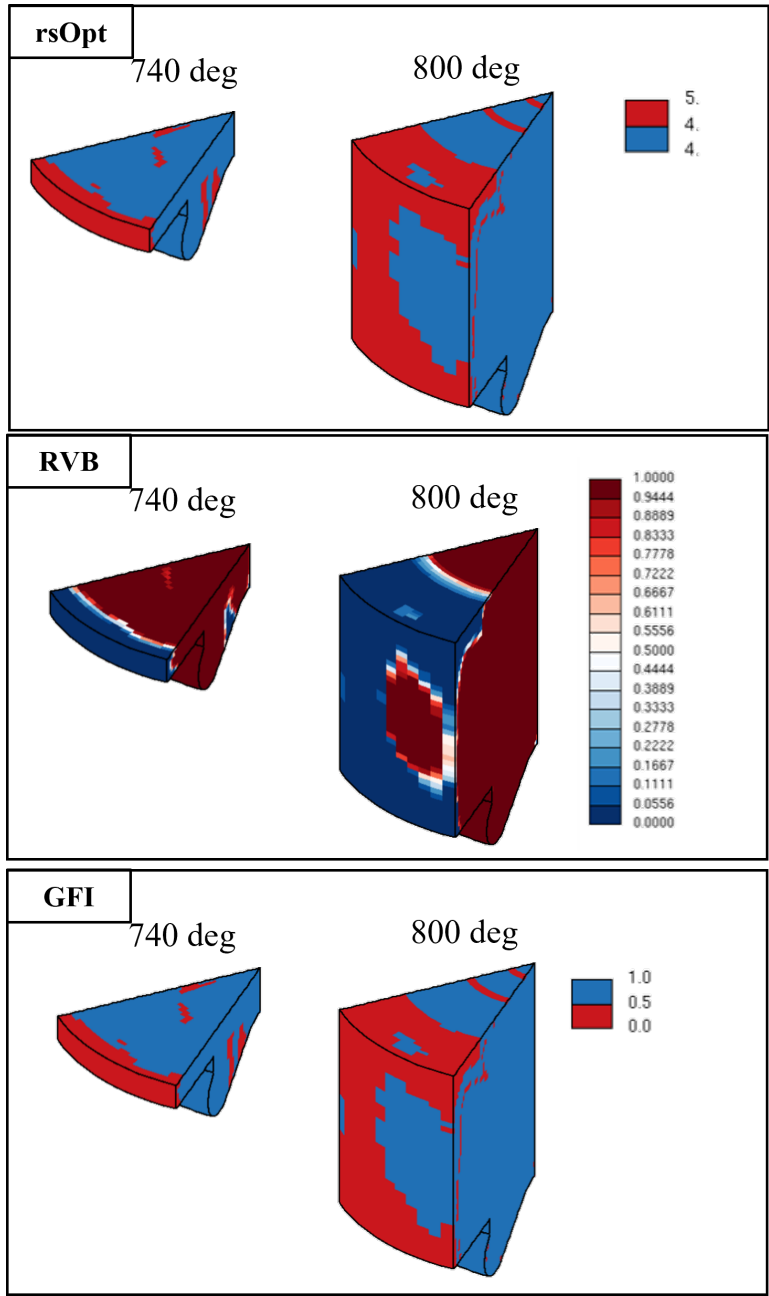 rsOpt
740 deg
800 deg
5.
4.
4.
RVB
740 deg
800 deg
1.0000
0.9444
0.8889
0.8333
0.7778
0.7222
0.6667
0.6111
0.5556
0.5000
0.4444
0.3889
0.3333
0.2778
0.2222
0.1667
0.1111
0.0556
0.0000
GFI
740 deg
800 deg
1.0
0.5
0.0